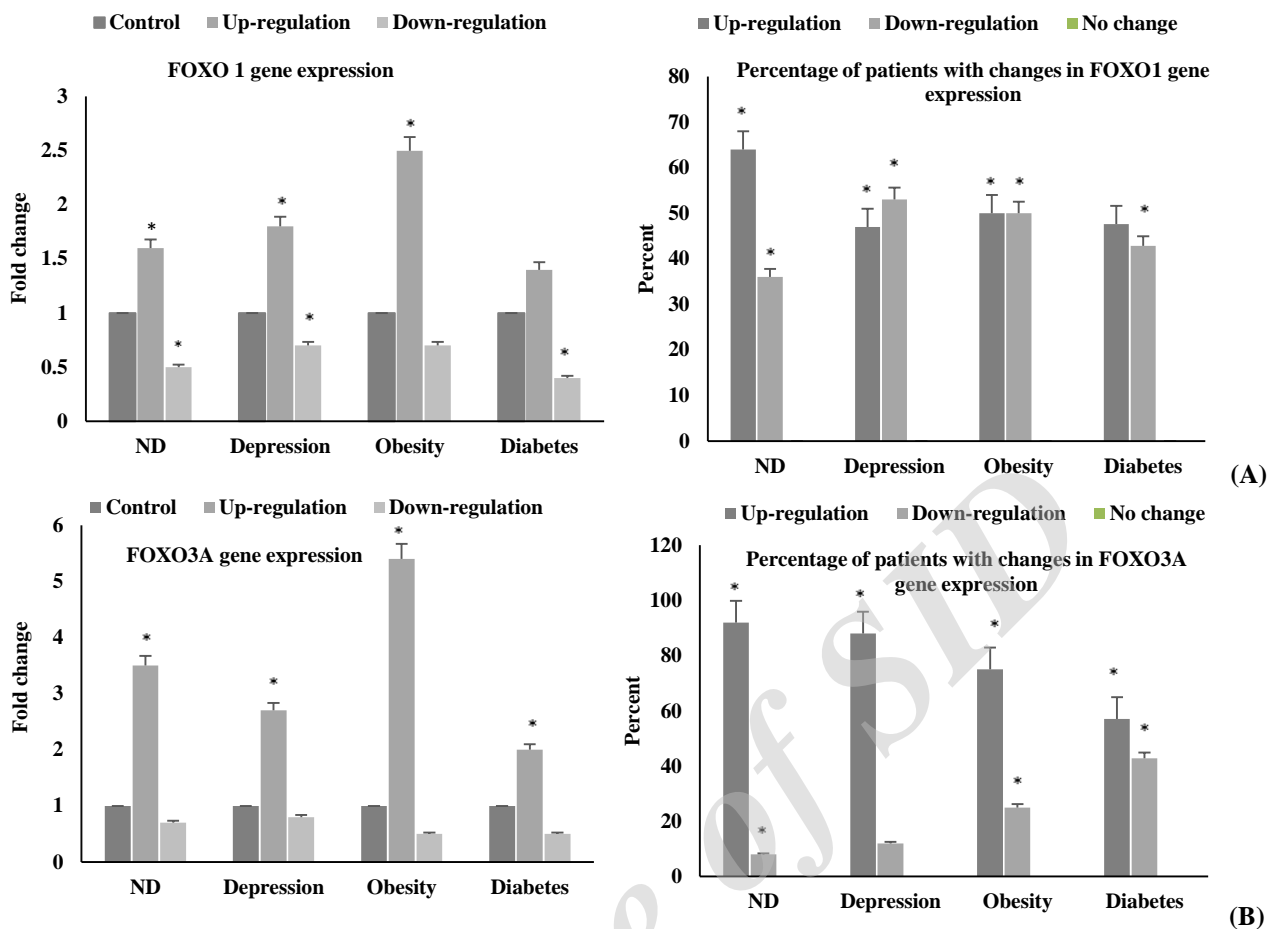 Control Up-regulation Down-regulation
FOXO 1 gene expression
3
2.5
2
1.5
1
0.5
0
Fold change
* * * * * *
ND Depression Obesity Diabetes
Up-regulation Down-regulation No change
Percentage of patients with changes in FOXO1 gene
expression
80
70
60
50
40
30
20
10
0
Percent
* * * * * * *
ND Depression Obesity Diabetes
(A)
Control Up-regulation Down-regulation
FOXO3A gene expression
6
5
4
3
2
1
0
Fold change
* * * *
ND Depression Obesity Diabetes
Up-regulation Down-regulation No change
Percentage of patients with changes in FOXO3A
gene expression
120
100
80
60
40
20
0
Percent
* * * * * * *
ND Depression Obesity Diabetes
(B)
of SID